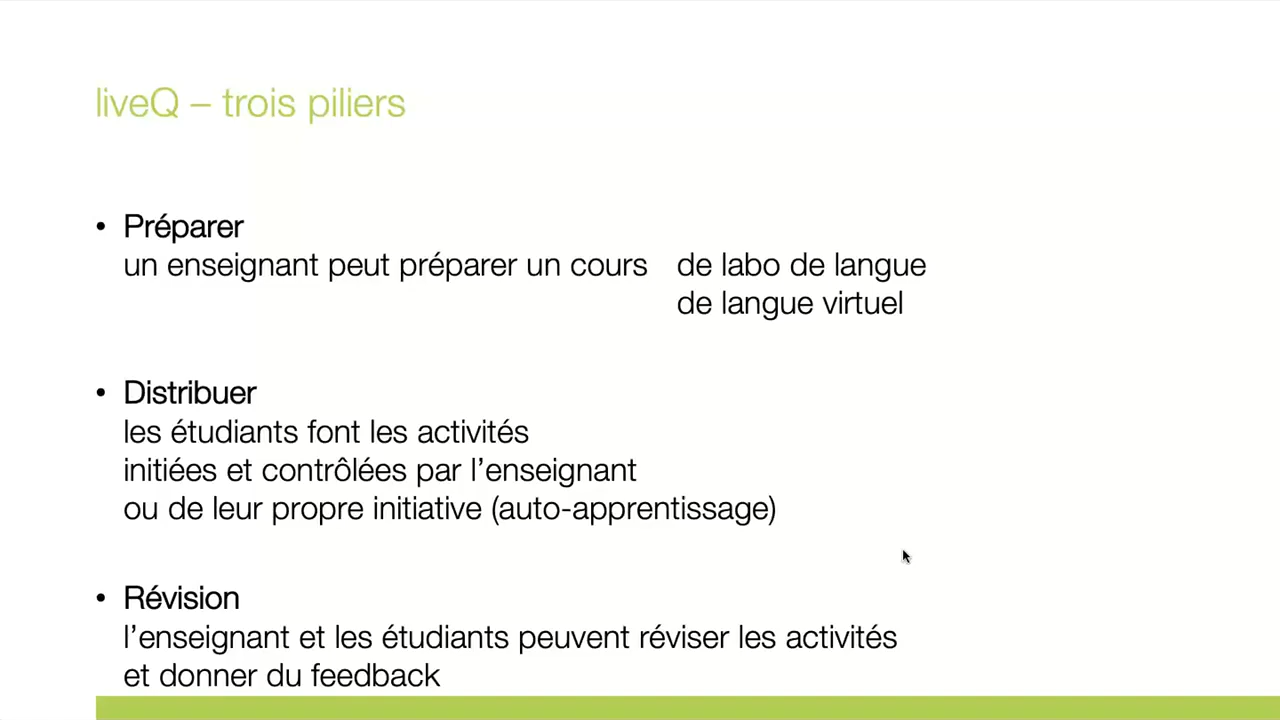 liveQ – trois piliers
• Préparer
un enseignant peut préparer un cours de labo de langue
de langue virtuel
• Distribuer
les étudiants font les activités
initiées et contrôlées par l’enseignant
ou de leur propre initiative (auto-apprentissage)
• Révision
l’enseignant et les étudiants peuvent réviser les activités
et donner du feedback